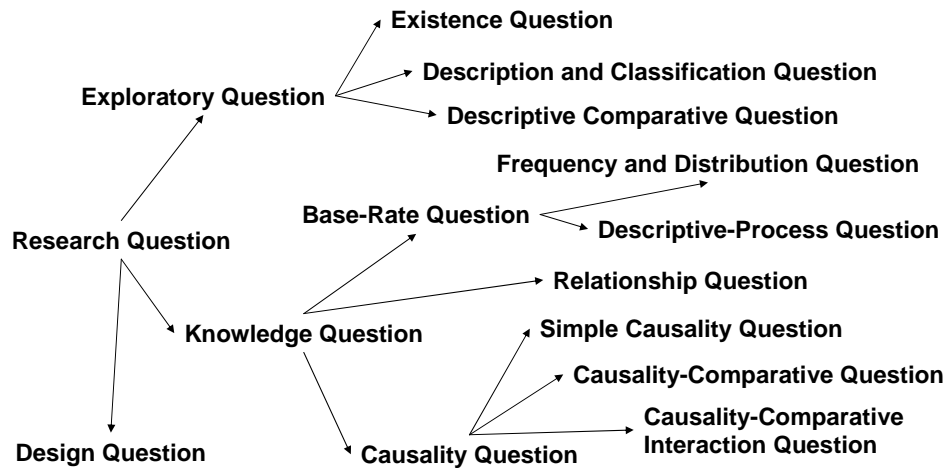 Existence Question
Description and Classification Question
Exploratory Question
Descriptive Comparative Question
Frequency and Distribution Question
Base-Rate Question
Descriptive-Process Question
Research Question
Relationship Question
Knowledge Question
Simple Causality Question
Causality-Comparative Question
Causality-Comparative
Interaction Question
Design Question
Causality Question